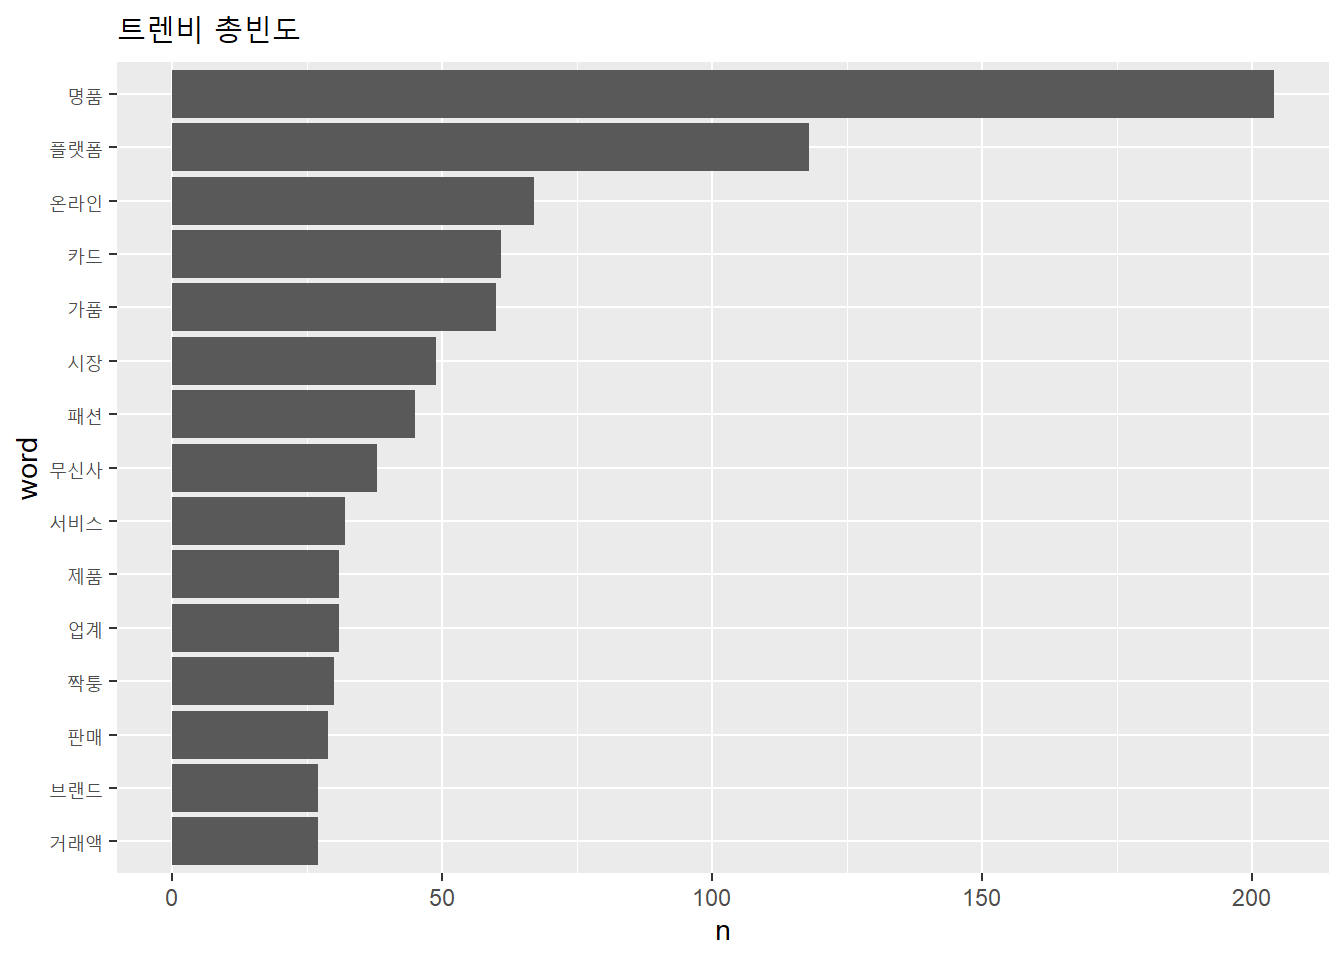 트렌비 총빈도
명품
플랫폼
온라인
카드
가품
시장
패션
무신사
서비스
제품
업계
짝퉁
판매
브랜드
거래액
word
0 50 100 150 200
n